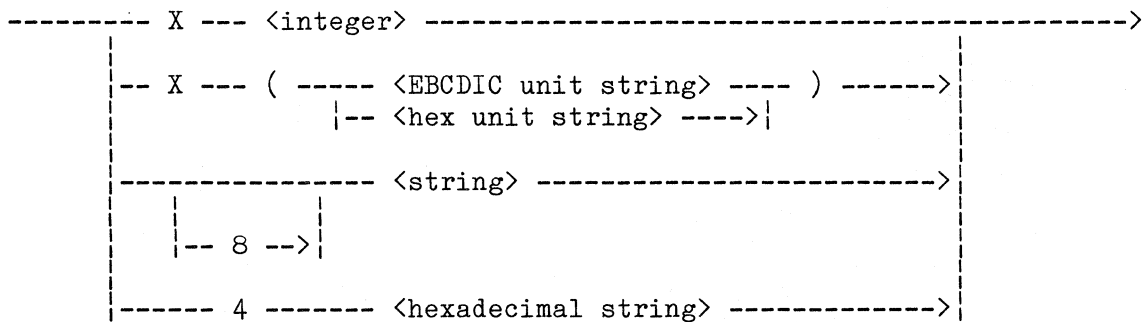 X --- <integer>
X --- ( ----- <EBCDIC unit string> ---- )
<hex unit string>
<string>
8
4 ------- <hexadecimal string>